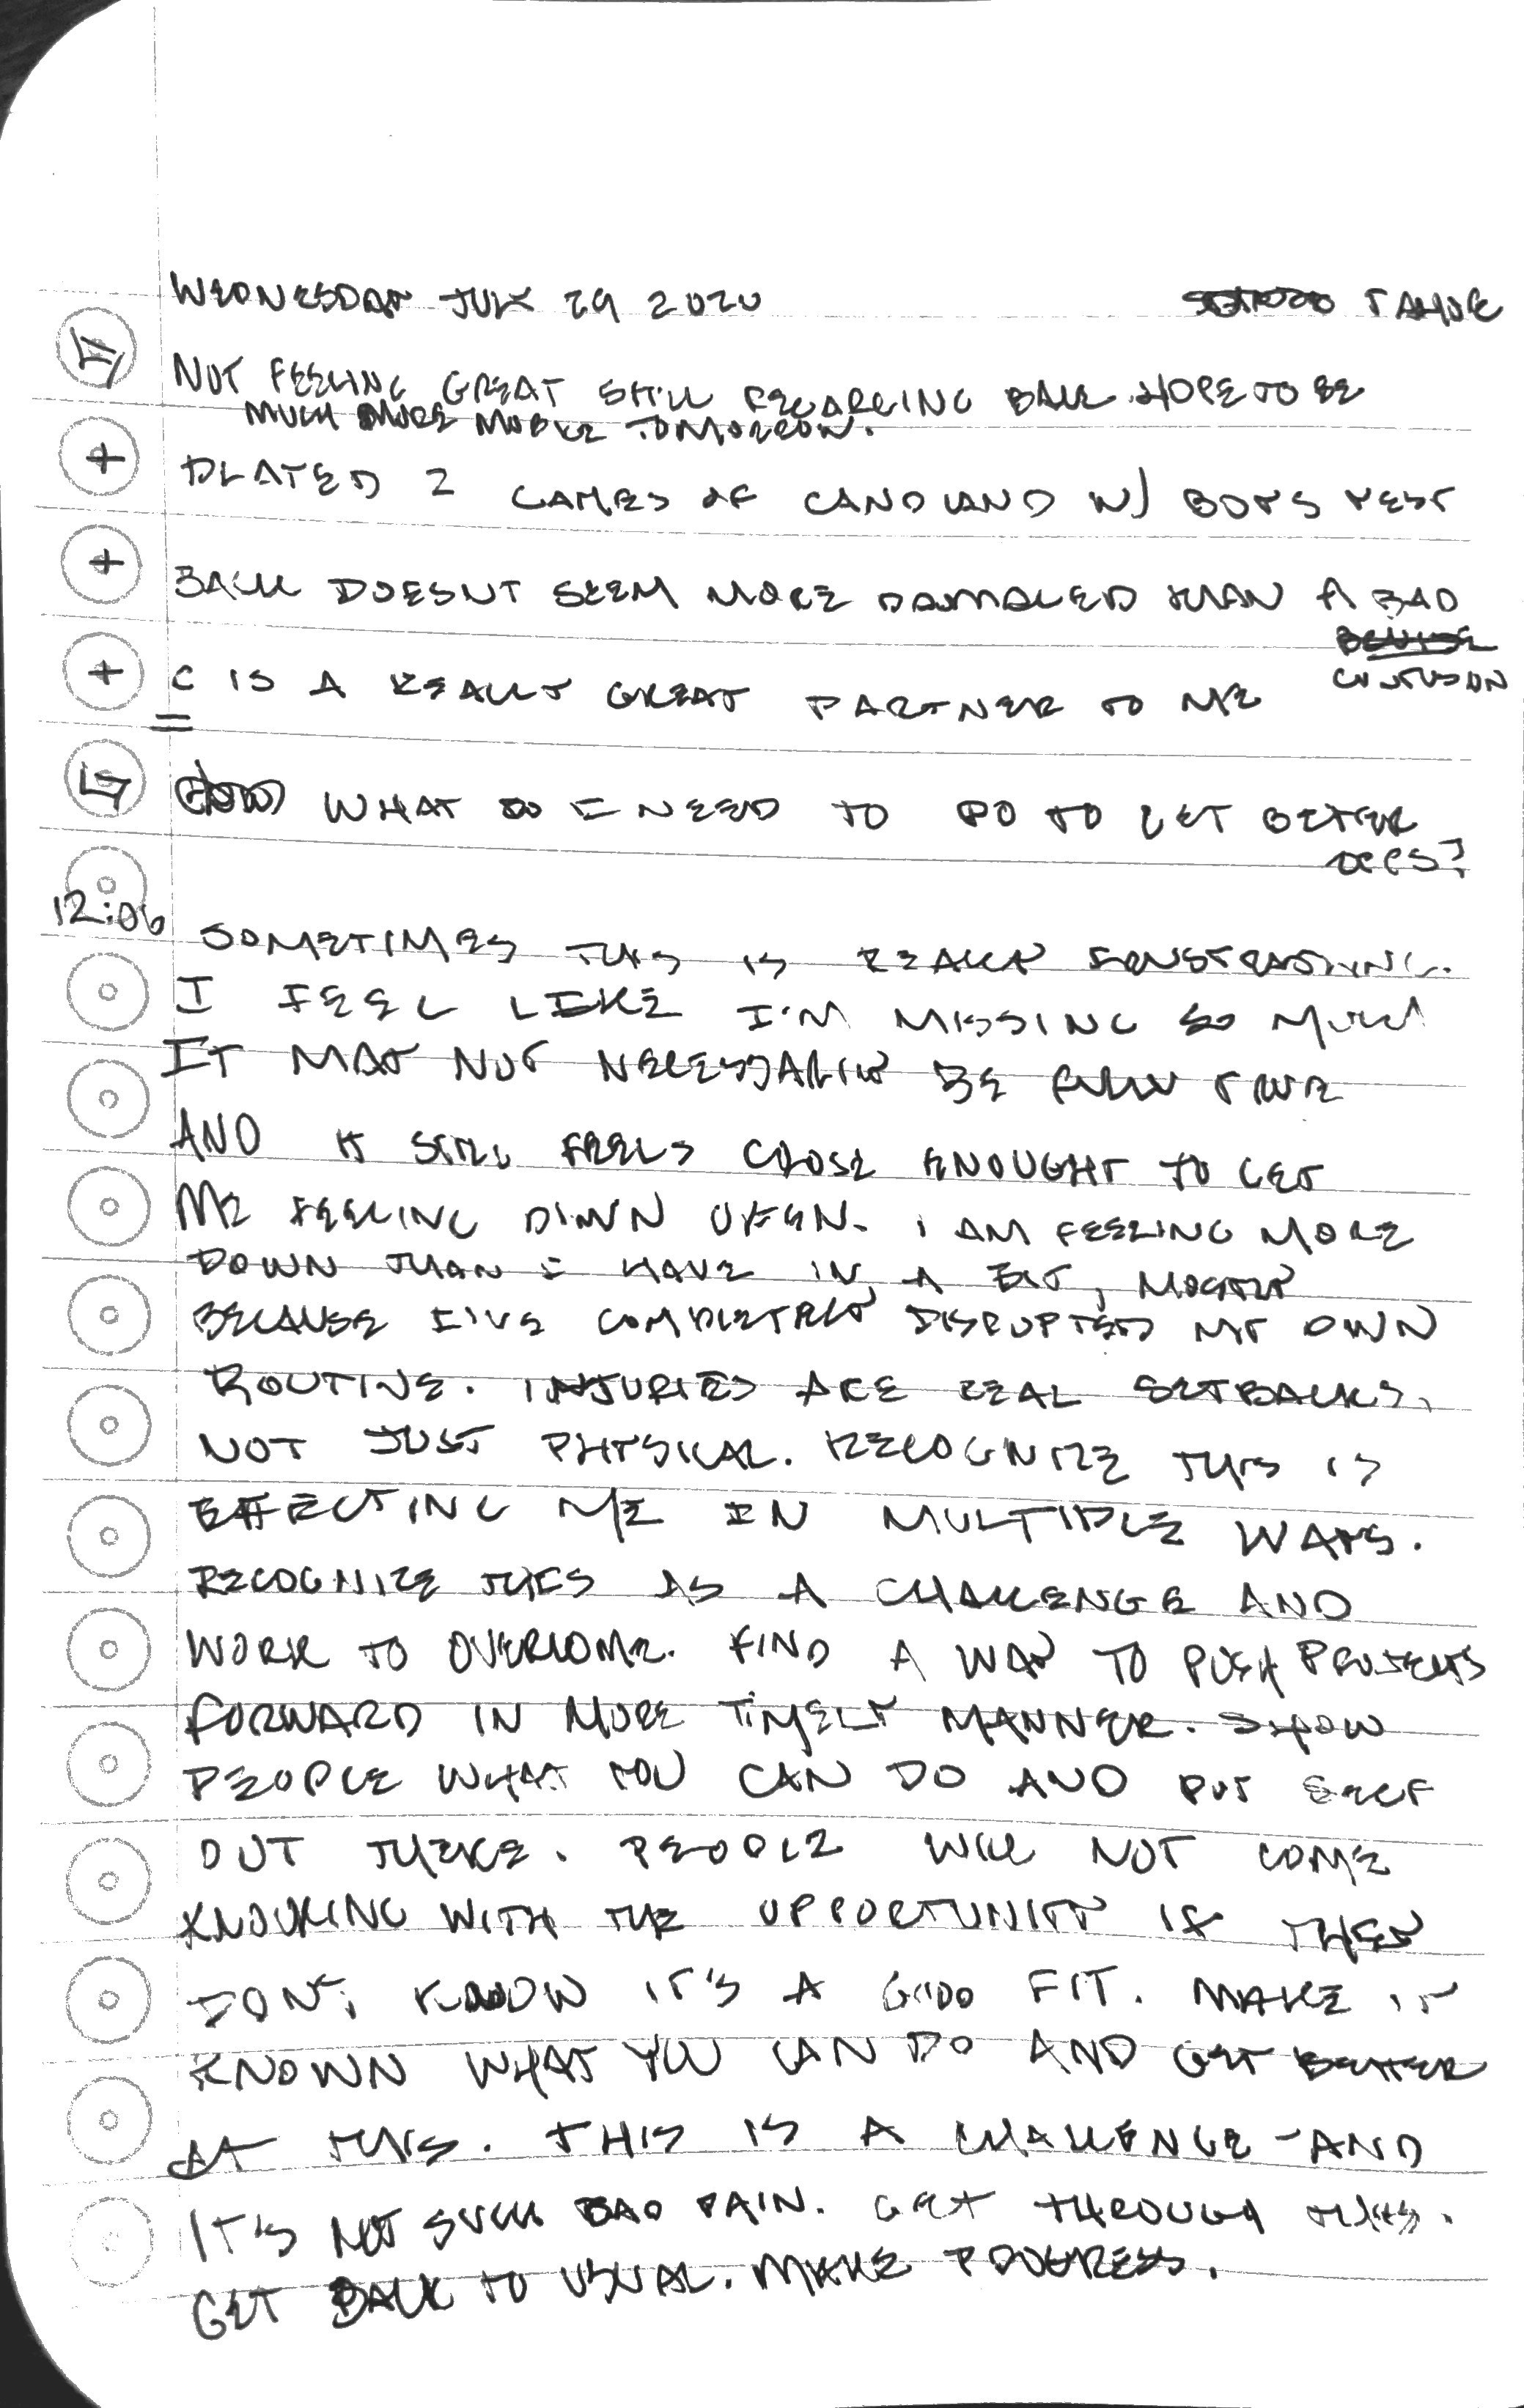 WEDNESDAY JULY 29 2020 TAHOE
NOT FEELING GREAT STILL REGARDING BACK. HOPE TO BE
MUCH MORE MOBILE TOMORROW.
+ PLAYED 2 GAMES OF CANDYLAND W/ BOYS YEST
+ BACK DOESNT SEEM MORE DAMAGED THAN A BAD
CONTUSION
+ C IS A REALLY GREAT PARTNER TO ME
=
WHAT DO I NEED TO DO TO GET BETTER
OPPS?
12:06 SOMETIMES THIS IS REALLY FRUSTRATING.
I FEEL LIKE I'M MISSING SO MUCH
IT MAY NOT NECESSARILY BE FULLY TRUE
AND IT STILL FEELS CLOSE ENOUGHT TO GET
ME FEELING DOWN OFTEN. I AM FEELING MORE
DOWN THAN I HAVE IN A BIT, MOSTLY
BECAUSE I'VE COMPLETELY DISRUPTED MY OWN
ROUTINE. INJURIES ARE REAL SETBACKS,
NOT JUST PHYSICAL. RECOGNIZE THIS IS
EFFECTING ME IN MULTIPLE WAYS.
RECOGNIZE THIS AS A CHALLENGE AND
WORK TO OVERCOME. FIND A WAY TO PUSH PROJECTS
FORWARD IN MORE TIMELY MANNER. SHOW
PEOPLE WHAT YOU CAN DO AND PUT SELF
OUT THERE. PEOPLE WILL NOT COME
KNOCKING WITH THE OPPORTUNITY IF THEY
DON'T KNOW IT'S A GOOD FIT. MAKE IT
KNOWN WHAT YOU CAN DO AND GET BETTER
AT THIS. THIS IS A CHALLENGE - AND
IT'S NOT SUCH BAD PAIN. GET THROUGH THIS.
GET BACK TO USUAL. MAKE PROGRESS.